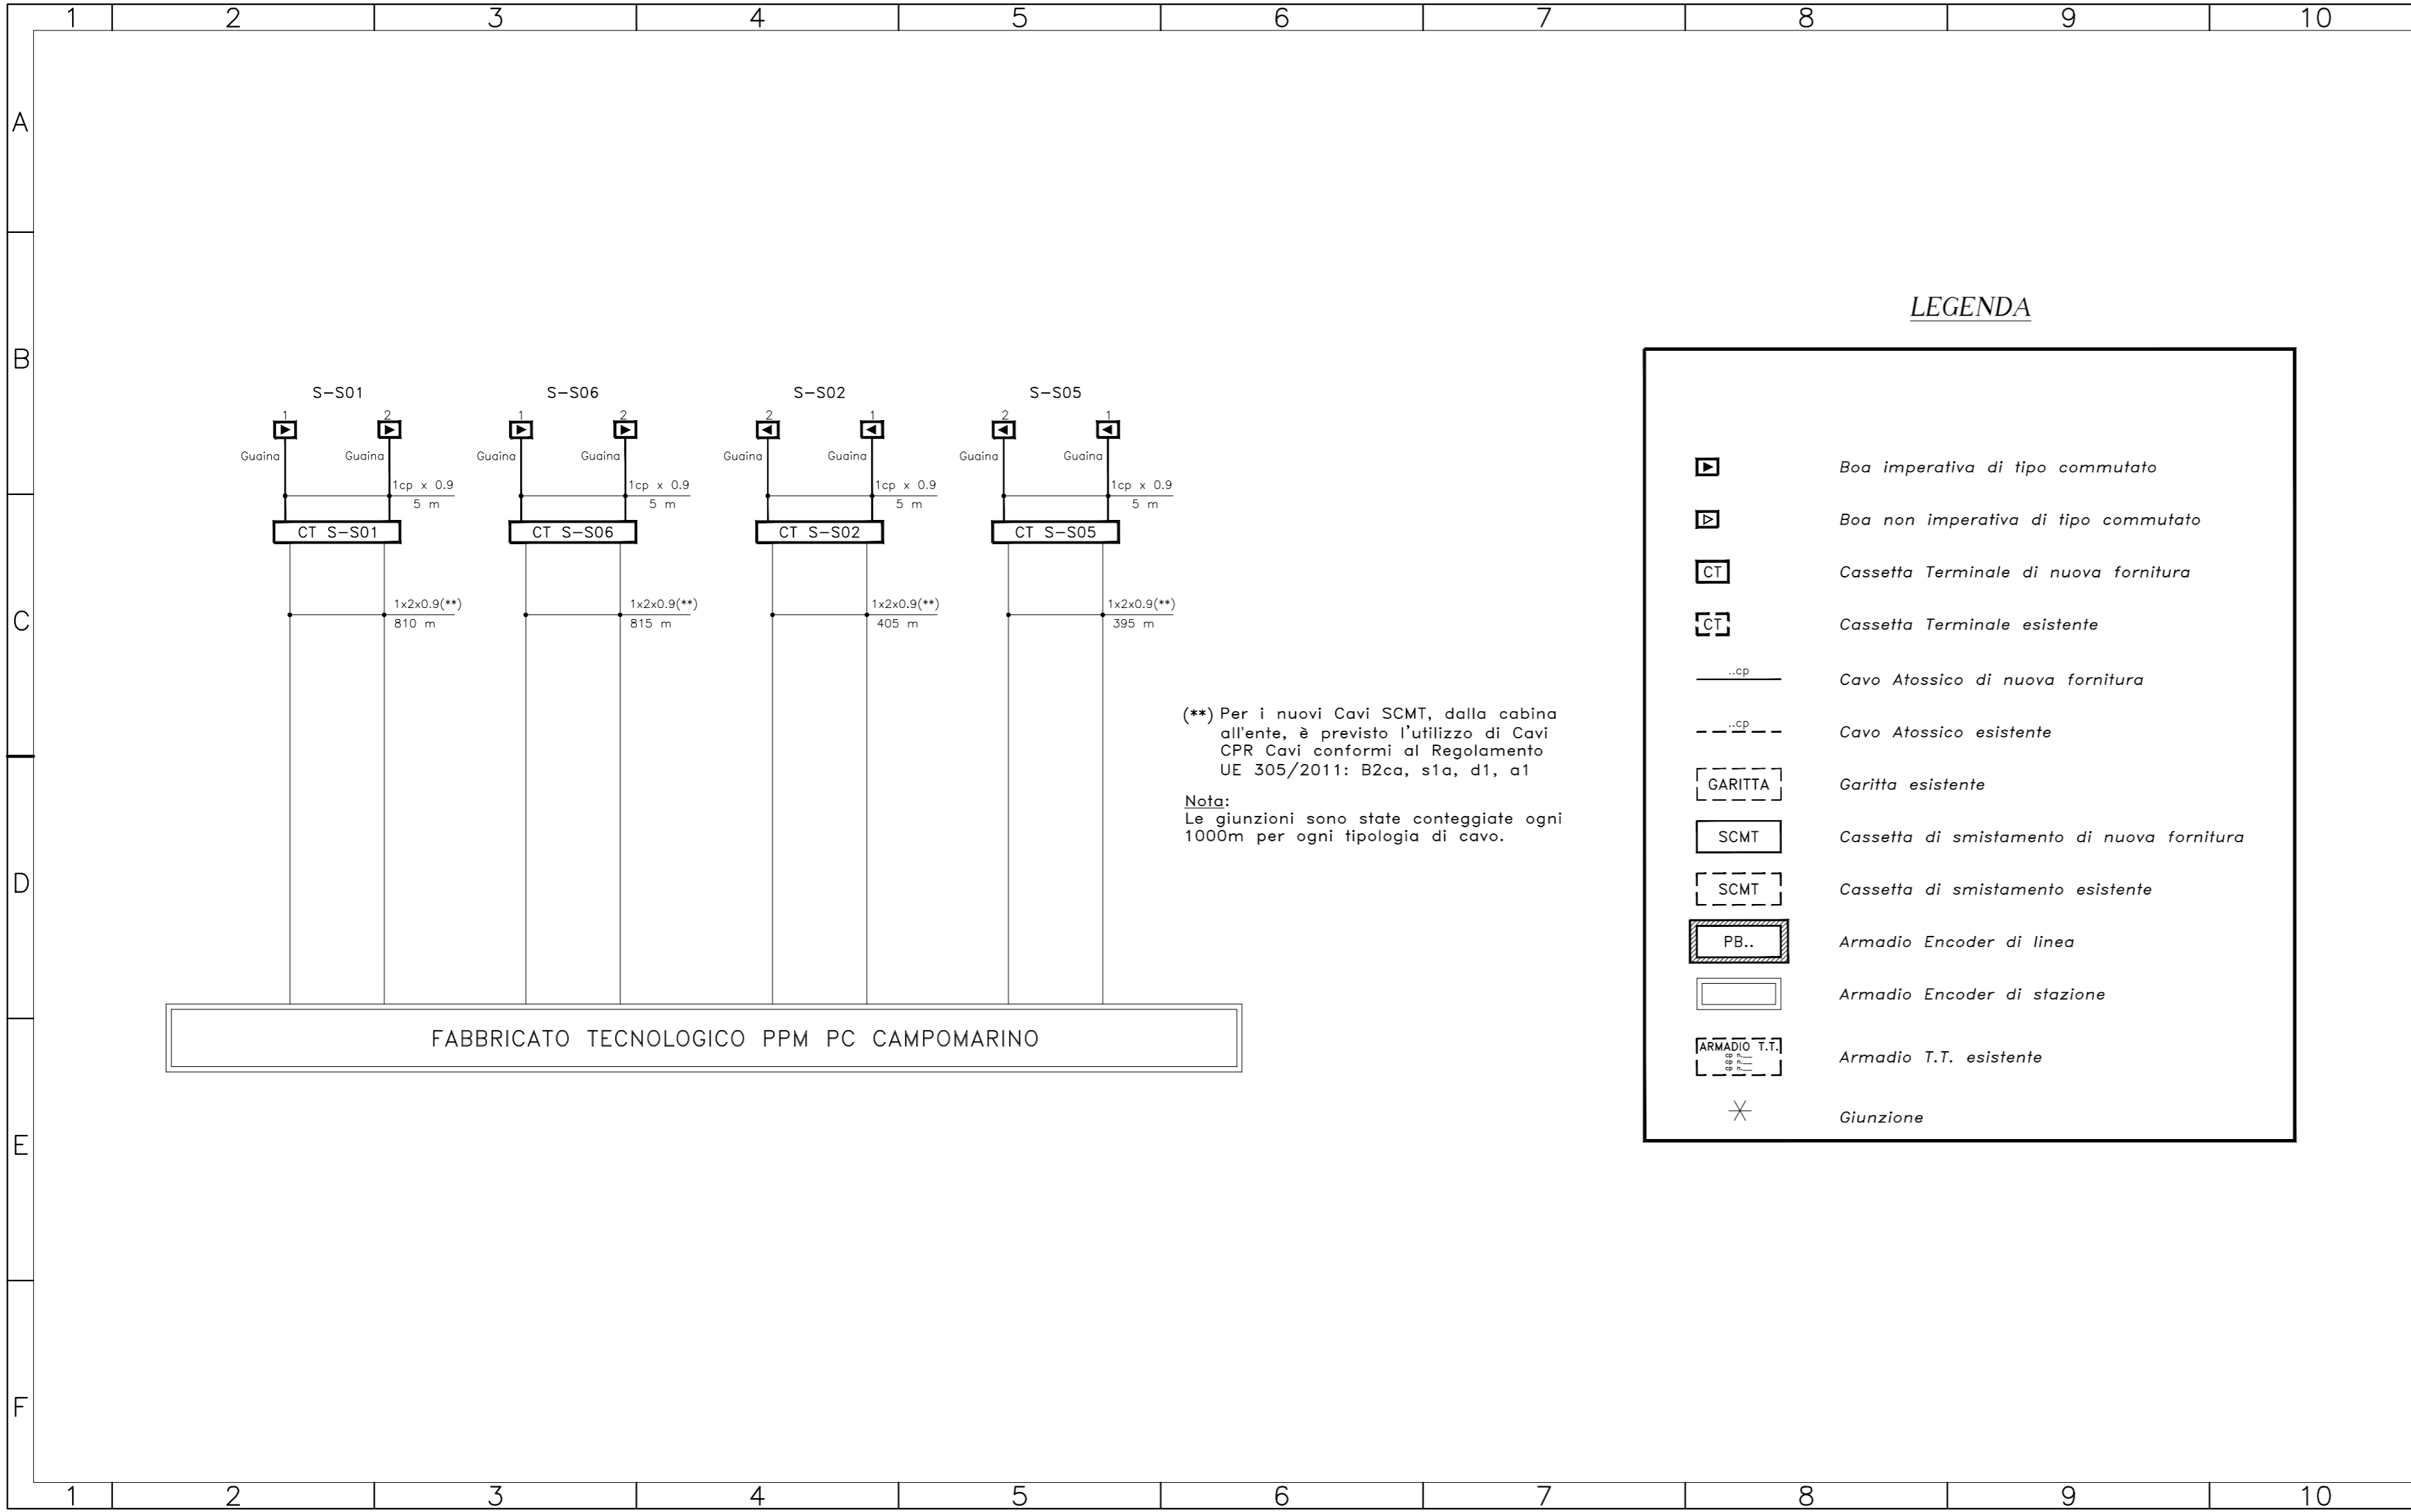 1 2 3 4 5 6 7 8 9 10
A
B
C
D
E
F
S-S01 S-S06 S-S02 S-S05
1 2 1 2 2 1 2 1
Guaina Guaina Guaina Guaina Guaina Guaina Guaina Guaina
1cp x 0.9 1cp x 0.9 1cp x 0.9 1cp x 0.9
5 m 5 m 5 m 5 m
CT S-S01 CT S-S06 CT S-S02 CT S-S05
1x2x0.9(**) 1x2x0.9(**) 1x2x0.9(**) 1x2x0.9(**)
810 m 815 m 405 m 395 m
(**) Per i nuovi Cavi SCMT, dalla cabina
all'ente, è previsto l'utilizzo di Cavi
CPR Cavi conformi al Regolamento
UE 305/2011: B2ca, s1a, d1, a1
Nota:
Le giunzioni sono state conteggiate ogni
1000m per ogni tipologia di cavo.
FABBRICATO TECNOLOGICO PPM PC CAMPOMARINO
LEGENDA
Boa imperativa di tipo commutato
Boa non imperativa di tipo commutato
CT Cassetta Terminale di nuova fornitura
CT Cassetta Terminale esistente
..cp Cavo Atossico di nuova fornitura
..cp Cavo Atossico esistente
GARITTA Garitta esistente
SCMT Cassetta di smistamento di nuova fornitura
SCMT Cassetta di smistamento esistente
PB.. Armadio Encoder di linea
Armadio Encoder di stazione
ARMADIO T.T. Armadio T.T. esistente
cp n.__
cp n.__
cp n.__
Giunzione
1 2 3 4 5 6 7 8 9 10